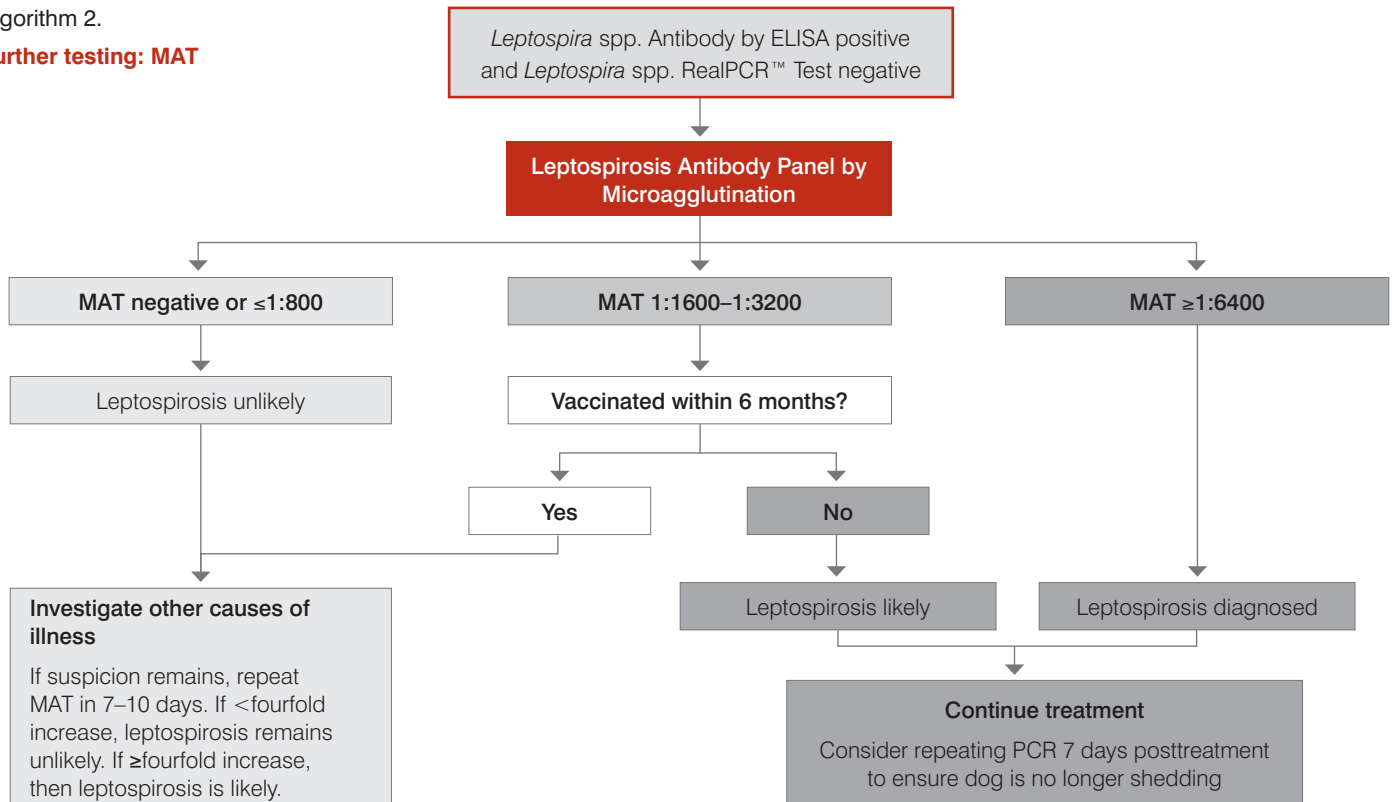 gorithm 2.
urther testing: MAT
Leptospira spp. Antibody by ELISA positive
and Leptospira spp. RealPCR™ Test negative
Leptospirosis Antibody Panel by
Microagglutination
MAT negative or ≤1:800
MAT 1:1600–1:3200
MAT ≥1:6400
Leptospirosis unlikely
Vaccinated within 6 months?
Yes
No
Leptospirosis likely
Leptospirosis diagnosed
Investigate other causes of
illness
If suspicion remains, repeat
MAT in 7–10 days. If <fourfold
increase, leptospirosis remains
unlikely. If ≥fourfold increase,
then leptospirosis is likely.
Continue treatment
Consider repeating PCR 7 days posttreatment
to ensure dog is no longer shedding